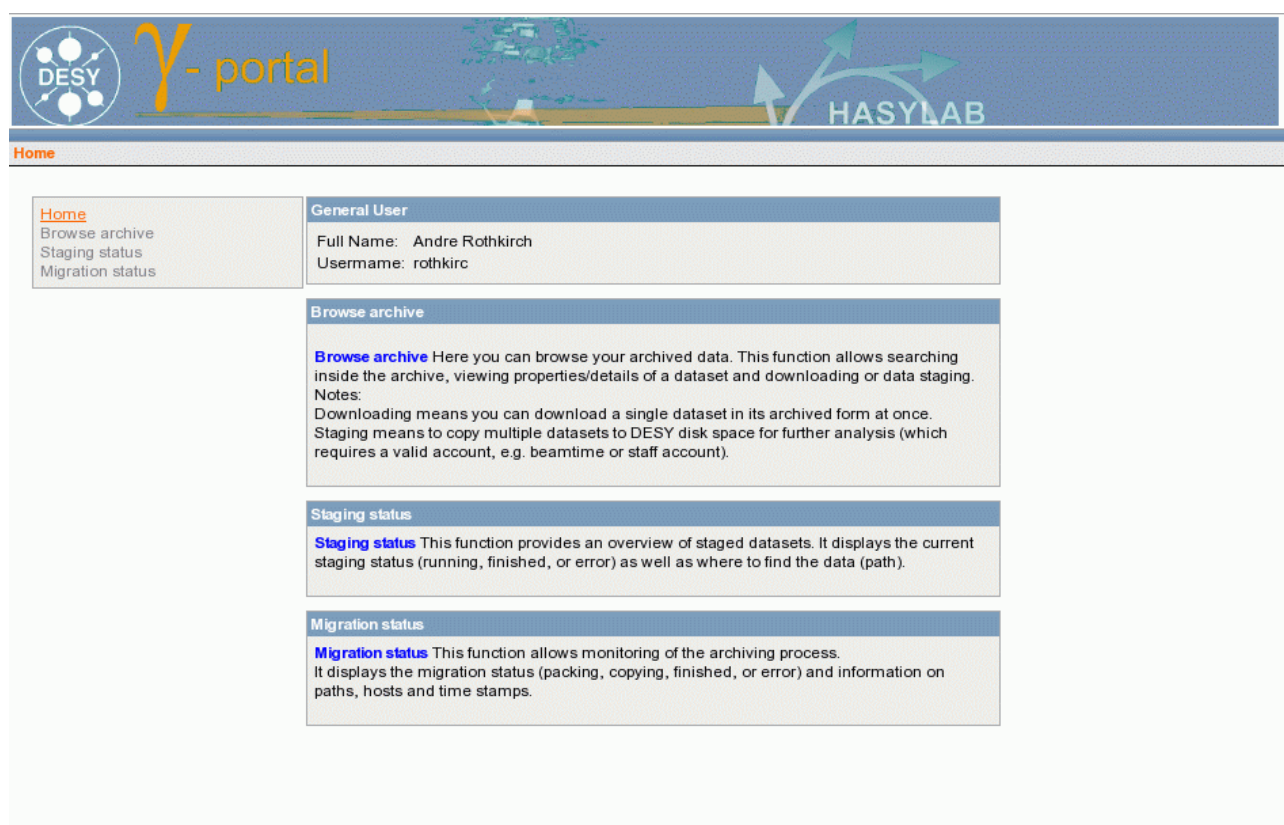 DESY
γ- portal
HASYLAB
Home
Home
Browse archive
Staging status
Migration status
General User
Full Name: Andre Rothkirch
Usermame: rothkirc
Browse archive
Browse archive Here you can browse your archived data. This function allows searching
inside the archive, viewing properties/details of a dataset and downloading or data staging.
Notes:
Downloading means you can download a single dataset in its archived form at once.
Staging means to copy multiple datasets to DESY disk space for further analysis (which
requires a valid account, e.g. beamtime or staff account).
Staging status
Staging status This function provides an overview of staged datasets. It displays the current
staging status (running, finished, or error) as well as where to find the data (path).
Migration status
Migration status This function allows monitoring of the archiving process.
It displays the migration status (packing, copying, finished, or error) and information on
paths, hosts and time stamps.